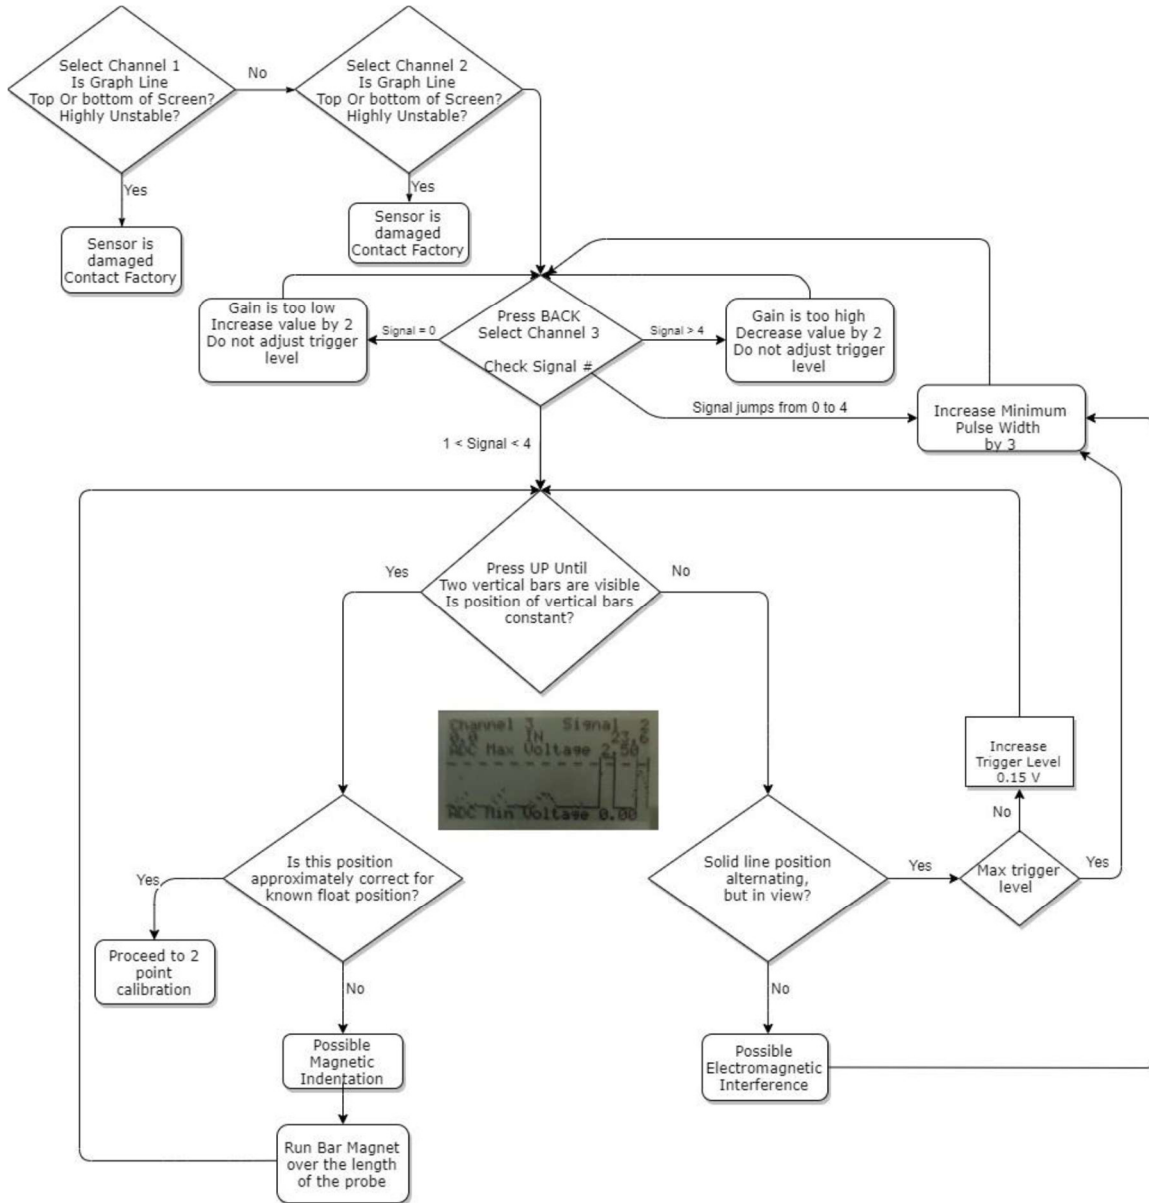 Select Channel 1
Is Graph Line
Top Or bottom of Screen?
Highly Unstable?
No
Select Channel 2
Is Graph Line
Top Or bottom of Screen?
Highly Unstable?
Yes
Sensor is
damaged
Contact Factory
Yes
Sensor is
damaged
Contact Factory
Gain is too low
Increase value by 2
Do not adjust trigger
level
Signal = 0
Press BACK
Select Channel 3
Check Signal #
Signal > 4
Gain is too high
Decrease value by 2
Do not adjust trigger
level
Signal jumps from 0 to 4
Increase Minimum
Pulse Width
by 3
1 < Signal < 4
Yes
Press UP Until
Two vertical bars are visible
Is position of vertical bars
constant?
No
Channel 3 Signal 2
0.0 IN 23.6
ADC Max Voltage 2.50
ADC Min Voltage 0.00
Increase
Trigger Level
0.15 V
No
Is this position
approximately correct for
known float position?
Yes
Solid line position
alternating,
but in view?
Yes
Max trigger
level
Yes
Proceed to 2
point
calibration
No
No
Possible
Magnetic
Indentation
Possible
Electromagnetic
Interference
Run Bar Magnet
over the length
of the probe